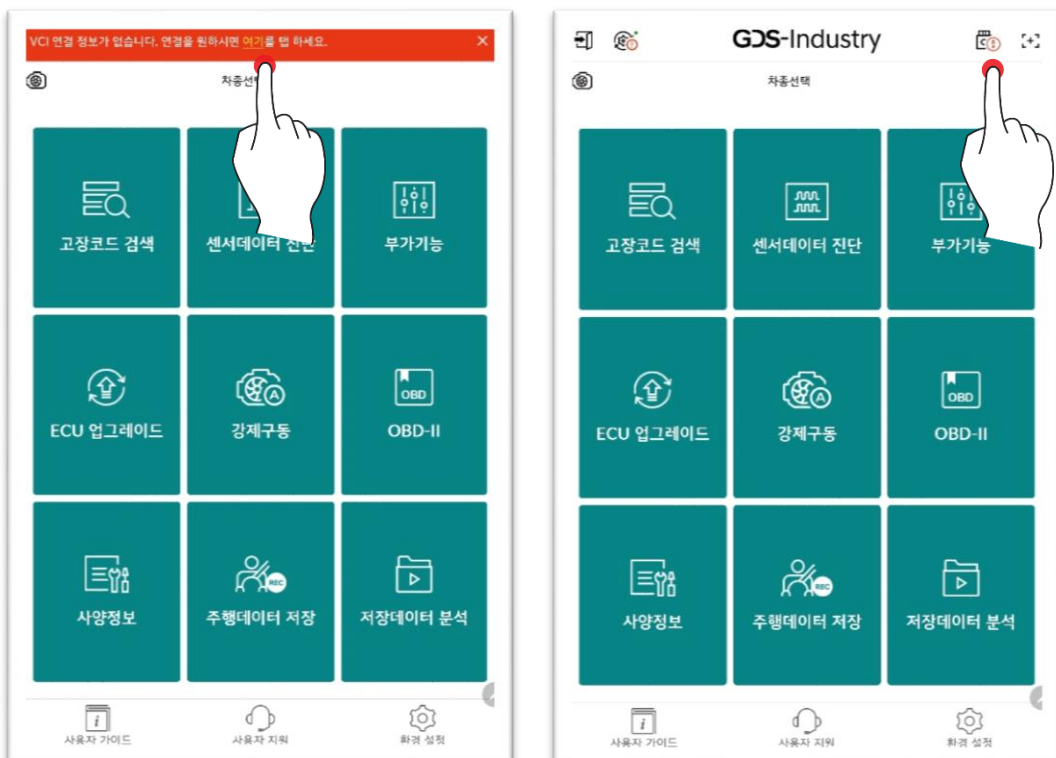 VCI 연결 정보가 없습니다. 연결을 원하시면 여기를 탭 하세요.
고장코드 검색
센서데이터 진단
부가기능
ECU 업그레이드
강제구동
OBD
OBD-II
사양정보
REC
주행데이터 저장
저장데이터 분석
사용자 가이드
사용자 지원
환경 설정
GDS-Industry
차종선택
고장코드 검색
센서데이터 진단
부가기능
ECU 업그레이드
강제구동
OBD
OBD-II
사양정보
REC
주행데이터 저장
저장데이터 분석
사용자 가이드
사용자 지원
환경 설정